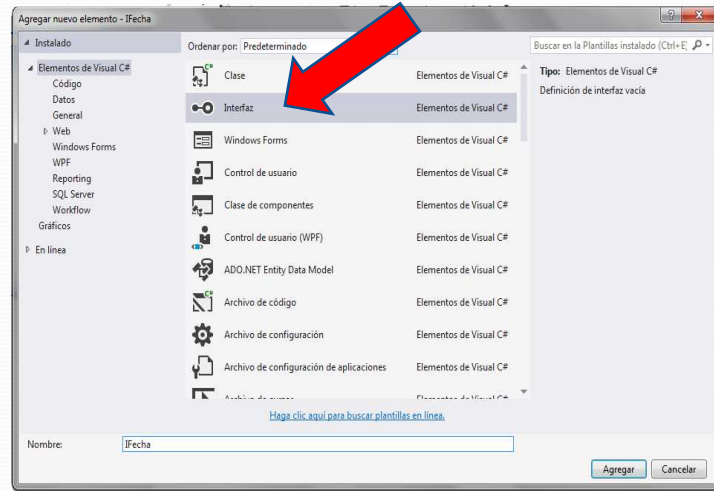 Agregar nuevo elemento - IFecha
Instalado
Ordenar por: Predeterminado
Buscar en la Plantillas instalado (Ctrl+E)
Elementos de Visual C#
Código
Datos
General
Web
Windows Forms
WPF
Reporting
SQL Server
Workflow
Gráficos
En línea
Clase Elementos de Visual C#
Interfaz Elementos de Visual C#
Windows Forms Elementos de Visual C#
Control de usuario Elementos de Visual C#
Clase de componentes Elementos de Visual C#
Control de usuario (WPF) Elementos de Visual C#
ADO.NET Entity Data Model Elementos de Visual C#
Archivo de código Elementos de Visual C#
Archivo de configuración Elementos de Visual C#
Archivo de configuración de aplicaciones Elementos de Visual C#
Tipo: Elementos de Visual C#
Definición de interfaz vacía
Haga clic aquí para buscar plantillas en línea.
Nombre: IFecha
Agregar Cancelar